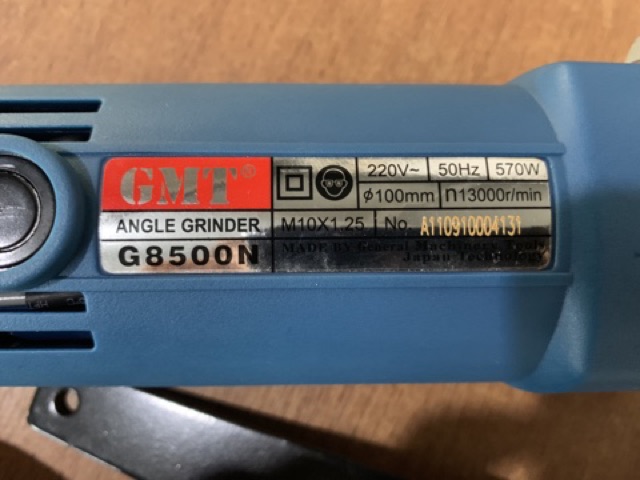 GMT®
220V~ 50Hz 570W
ϕ100mm n13000r/min
ANGLE GRINDER M10X1.25 No. A110910004131
G8500N MADE BY General Machinery Tools
Japan Technology